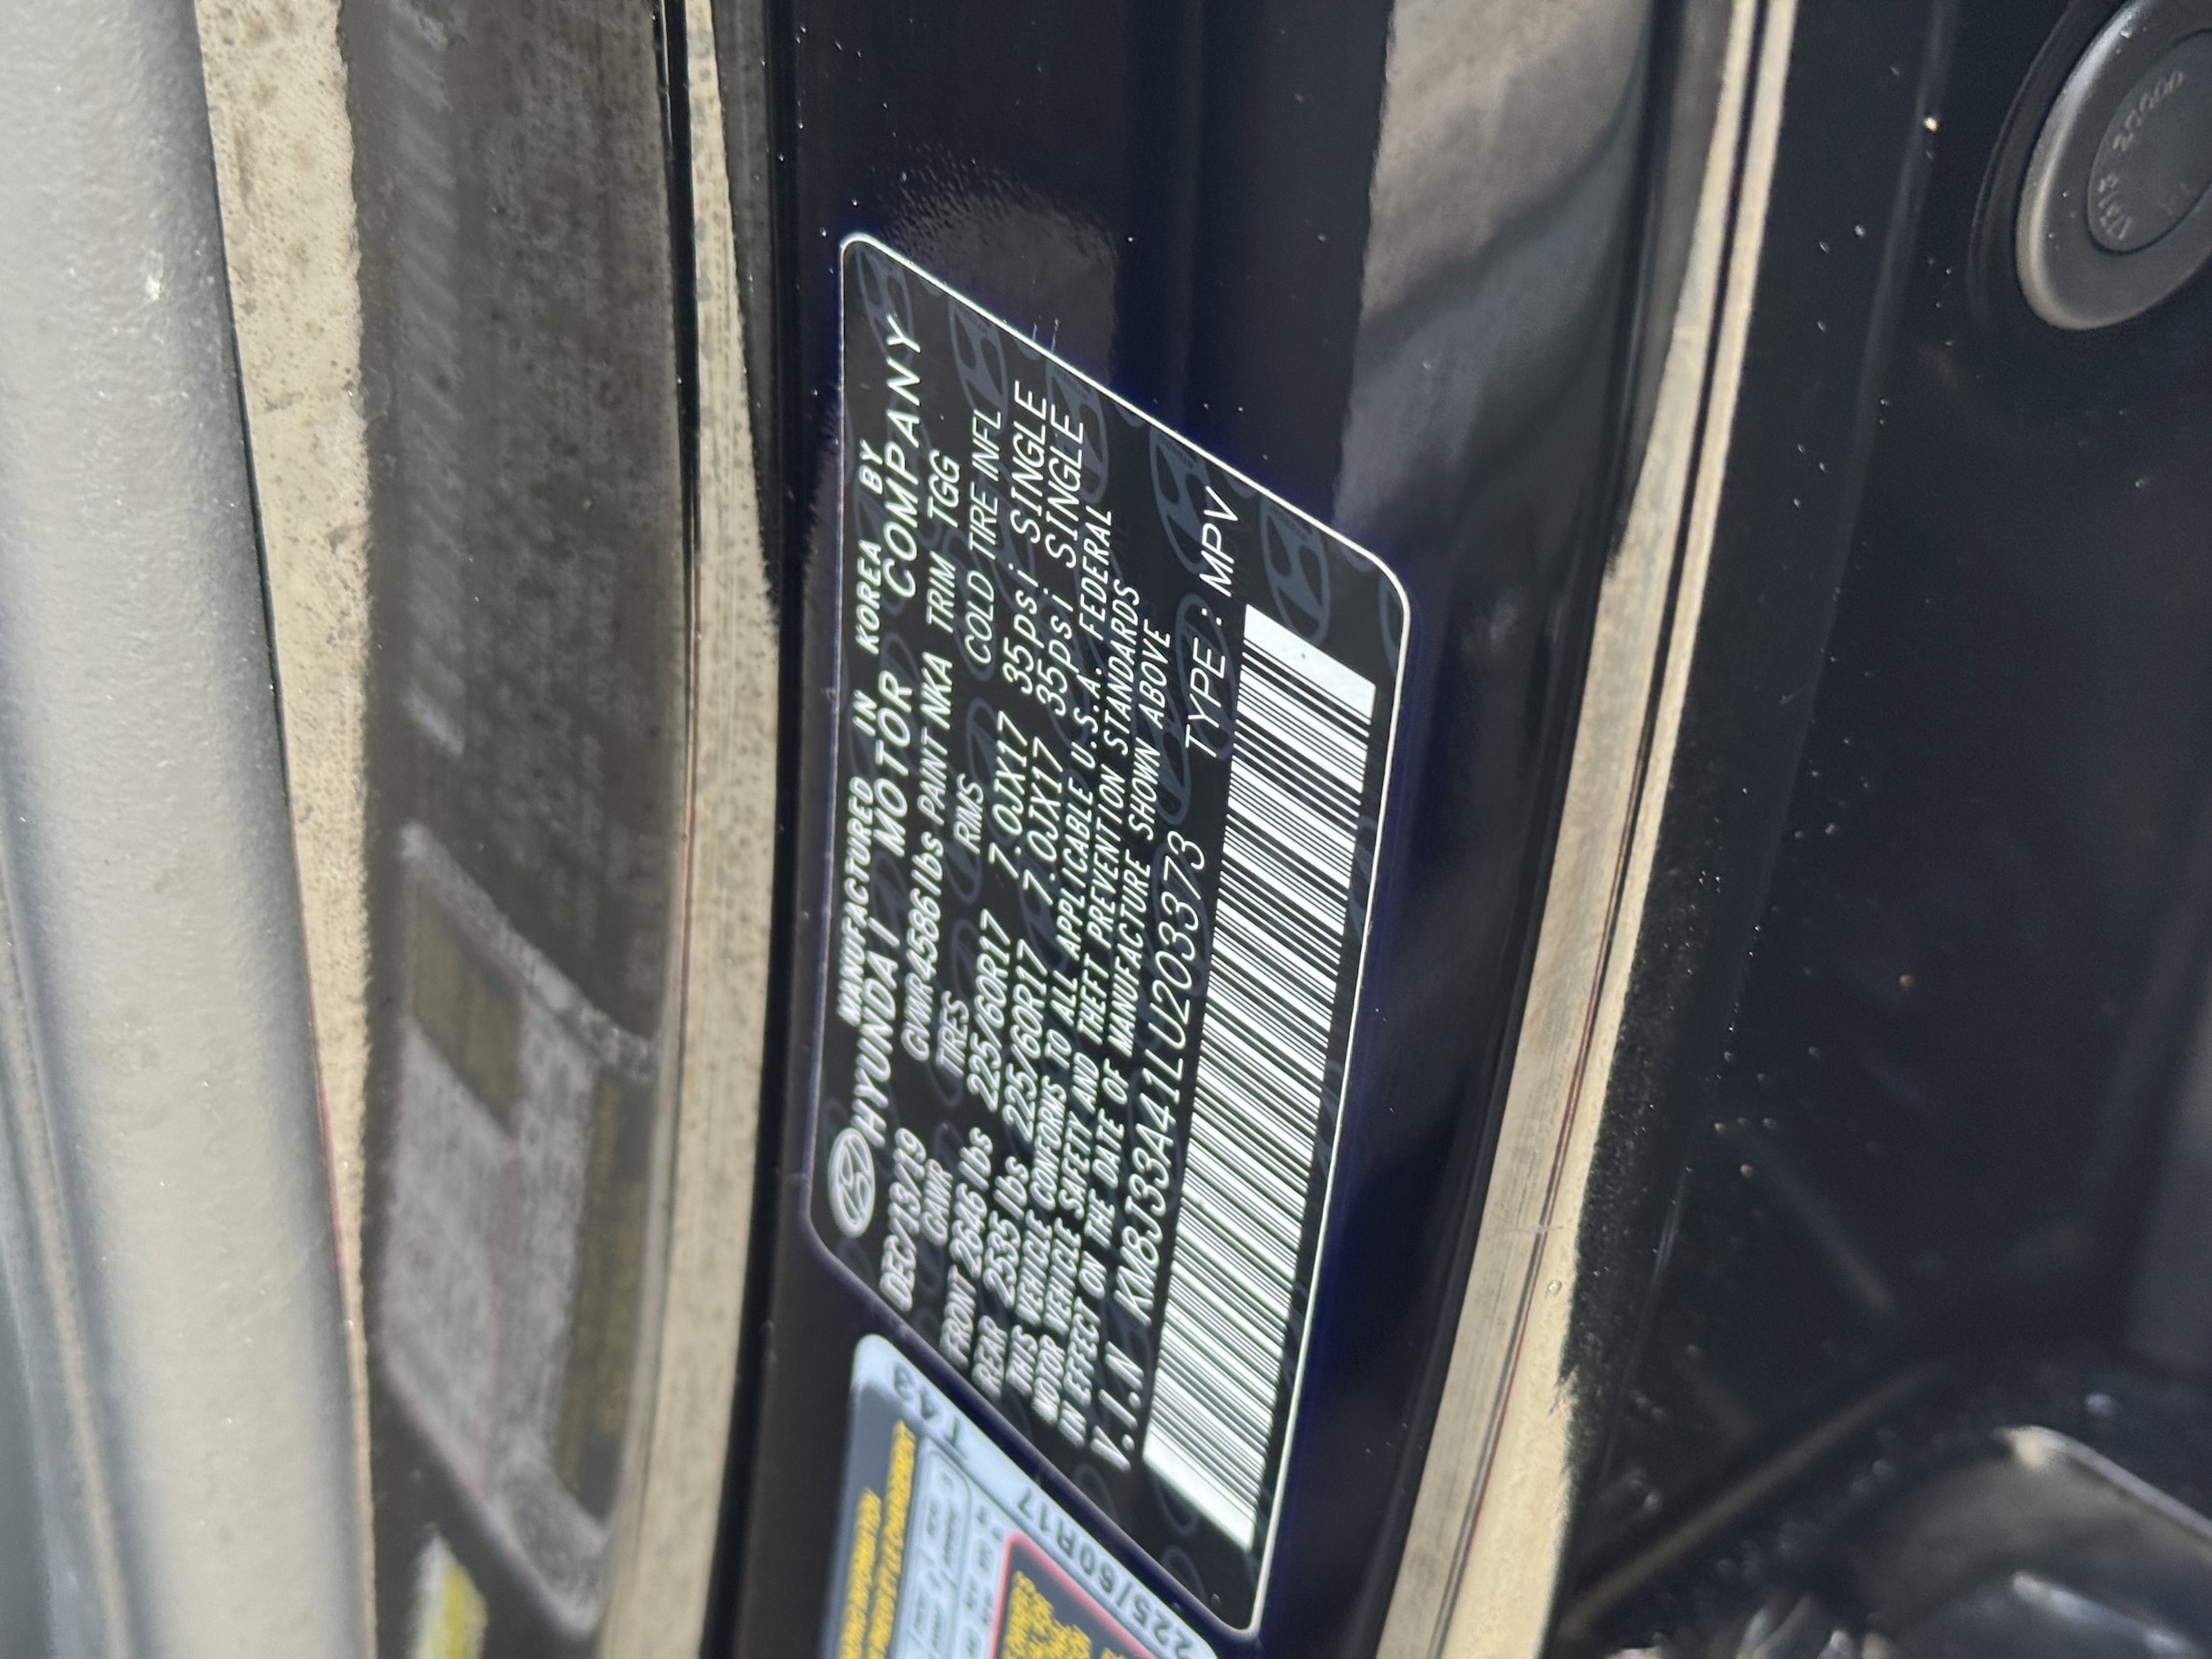 MANUFACTURED IN KOREA BY
HYUNDAI MOTOR COMPANY
DEC/13/19 GVWR4586lbs PAINT NKA TRIM TGG
GAWR TIRES RIMS COLD TIRE INFL
FRONT 2646 lbs 225/60R17 7.0JX17 35psi SINGLE
REAR 2535 lbs 225/60R17 7.0JX17 35psi SINGLE
THIS VEHICLE CONFORMS TO ALL APPLICABLE U.S.A. FEDERAL
MOTOR VEHICLE SAFETY AND THEFT PREVENTION STANDARDS
IN EFFECT ON THE DATE OF MANUFACTURE SHOWN ABOVE
V.I.N KM8J33A41LU203373 TYPE : MPV
TA3
225/60R17